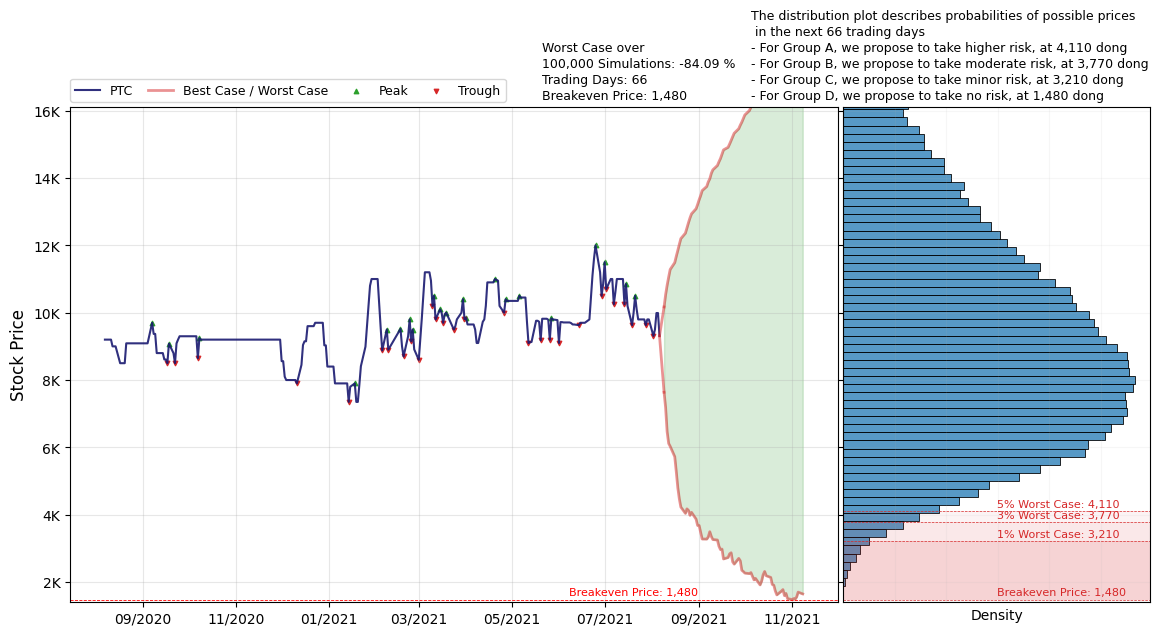 The distribution plot describes probabilities of possible prices
in the next 66 trading days
- For Group A, we propose to take higher risk, at 4,110 dong
- For Group B, we propose to take moderate risk, at 3,770 dong
- For Group C, we propose to take minor risk, at 3,210 dong
- For Group D, we propose to take no risk, at 1,480 dong
Worst Case over
100,000 Simulations: -84.09 %
Trading Days: 66
Breakeven Price: 1,480
PTC
Best Case / Worst Case
Peak
Trough
Stock Price
16K
14K
12K
10K
8K
6K
4K
2K
09/2020
11/2020
01/2021
03/2021
05/2021
07/2021
09/2021
11/2021
Breakeven Price: 1,480
5% Worst Case: 4,110
3% Worst Case: 3,770
1% Worst Case: 3,210
Breakeven Price: 1,480
Density